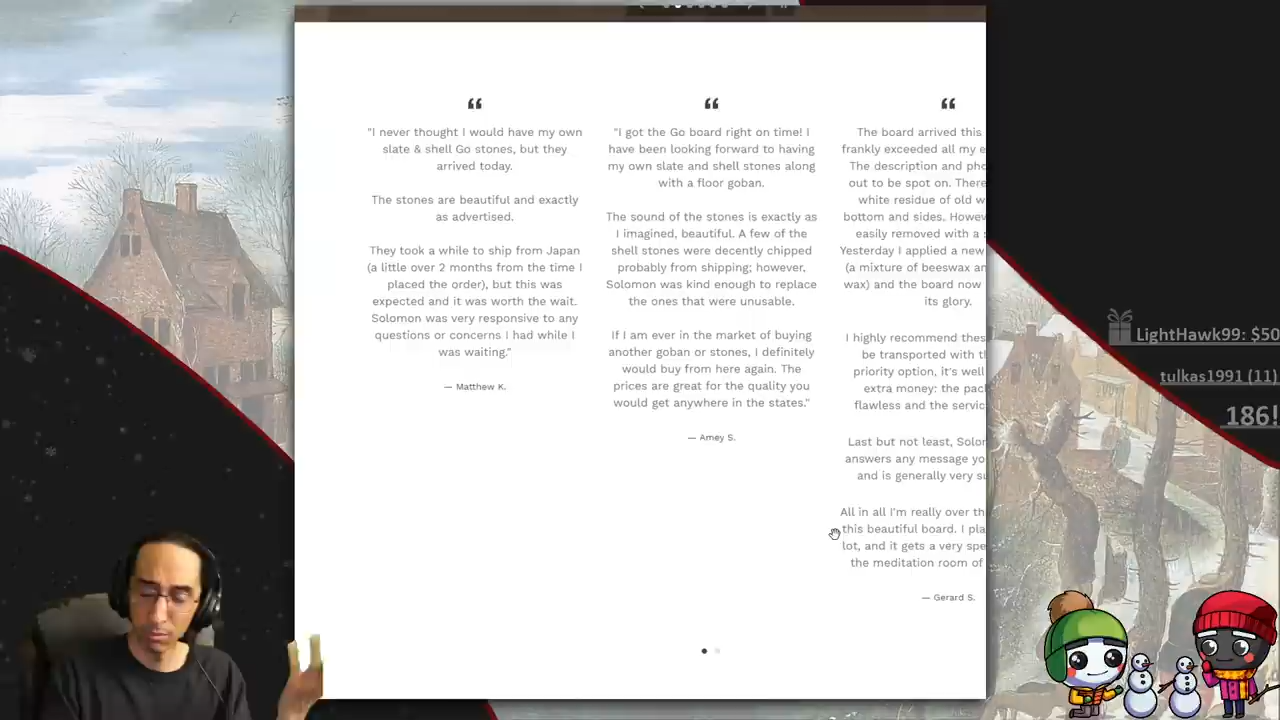 "I never thought I would have my own
slate & shell Go stones, but they
arrived today.
The stones are beautiful and exactly
as advertised.
They took a while to ship from Japan
(a little over 2 months from the time I
placed the order), but this was
expected and it was worth the wait.
Solomon was very responsive to any
questions or concerns I had while I
was waiting."
— Matthew K.
"I got the Go board right on time! I
have been looking forward to having
my own slate and shell stones along
with a floor goban.
The sound of the stones is exactly as
I imagined, beautiful. A few of the
shell stones were decently chipped
probably from shipping; however,
Solomon was kind enough to replace
the ones that were unusable.
If I am ever in the market of buying
another goban or stones, I definitely
would buy from here again. The
prices are great for the quality you
would get anywhere in the states."
— Amey S.
The board arrived this
frankly exceeded all my
The description and
out to be spot on. There
white residue of old
bottom and sides.
easily removed with a
Yesterday I applied a new
(a mixture of beeswax
wax) and the board now
its glory.
I highly recommend
be transported with
priority option, it's well
extra money: the
flawless and the
Last but not least,
answers any message
and is generally very
All in all I'm really over
this beautiful board. I
lot, and it gets a very
the meditation room of
— Gerard S.
LightHawk99: $50
tulkas1991 (11)
186!